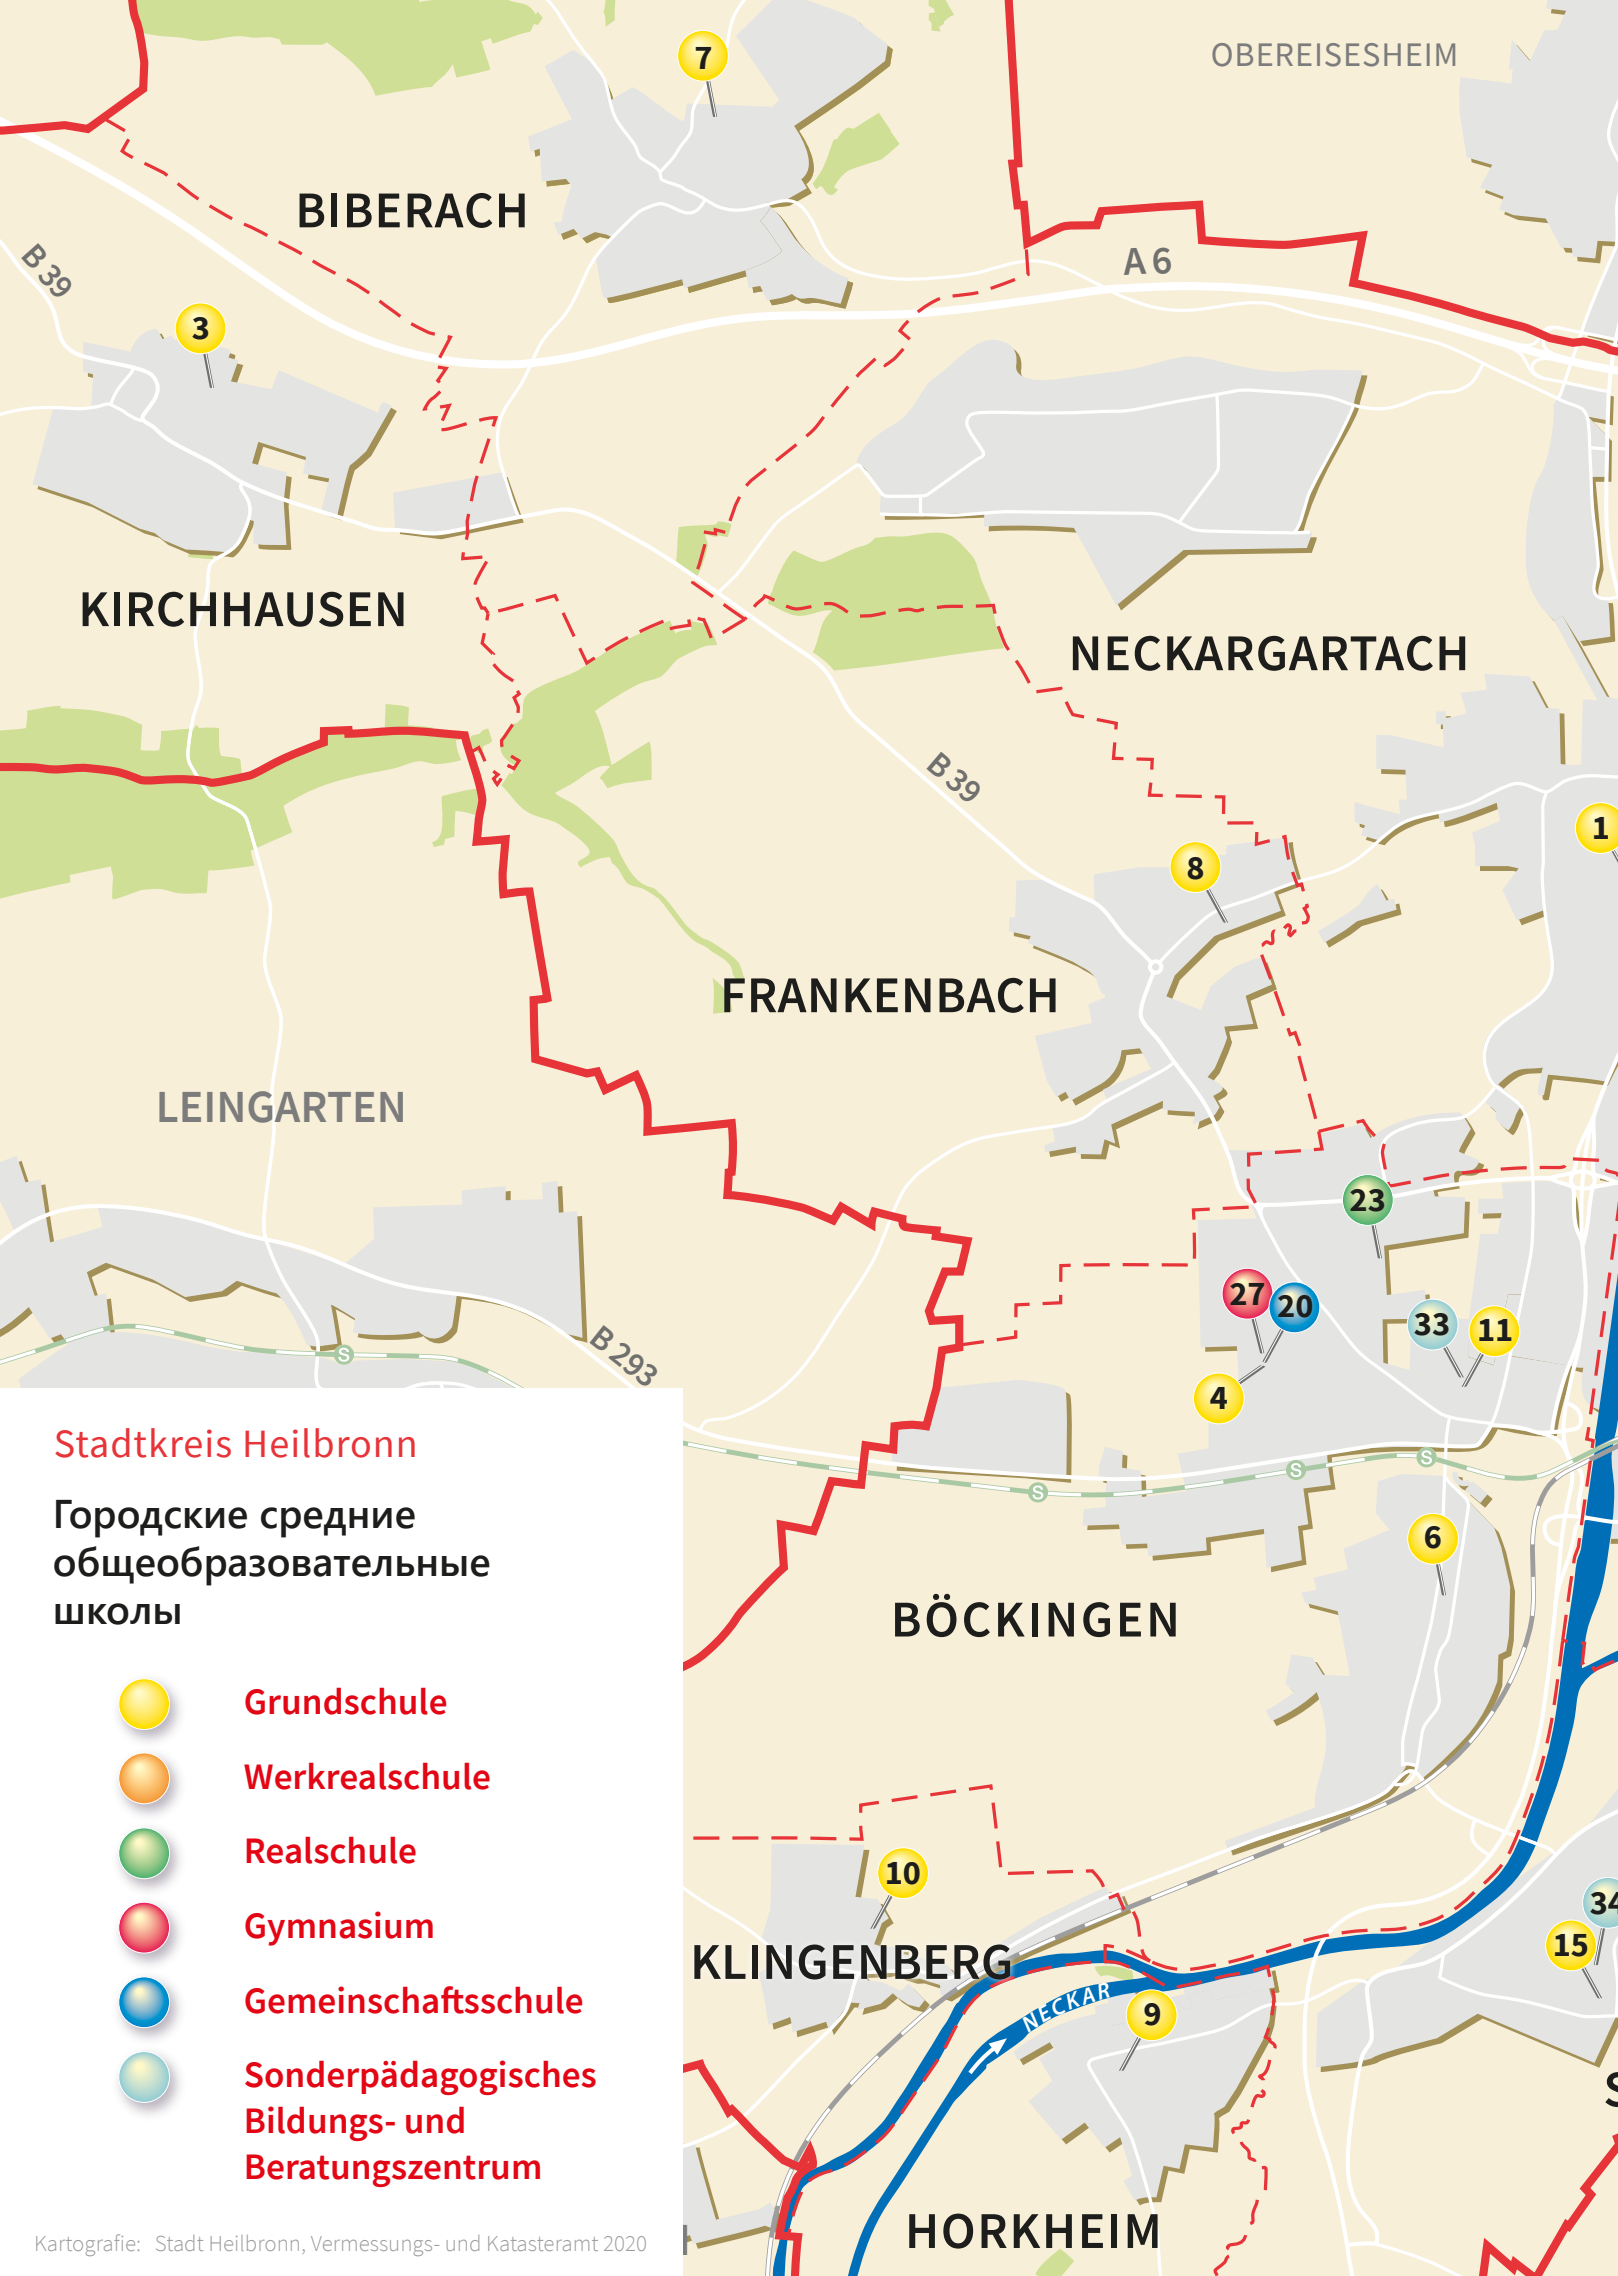 7
OBEREISESHEIM
BIBERACH
B 39
A 6
3
KIRCHHAUSEN
NECKARGARTACH
B 39
1
8
FRANKENBACH
LEINGARTEN
23
27
20
33
11
B 293
4
S
S
S
S
6
BÖCKINGEN
Stadtkreis Heilbronn
Городские средние
общеобразовательные
школы
Grundschule
Werkrealschule
Realschule
Gymnasium
Gemeinschaftsschule
Sonderpädagogisches
Bildungs- und
Beratungszentrum
10
34
15
KLINGENBERG
NECKAR
9
S
HORKHEIM
Kartografie: Stadt Heilbronn, Vermessungs- und Katasteramt 2020